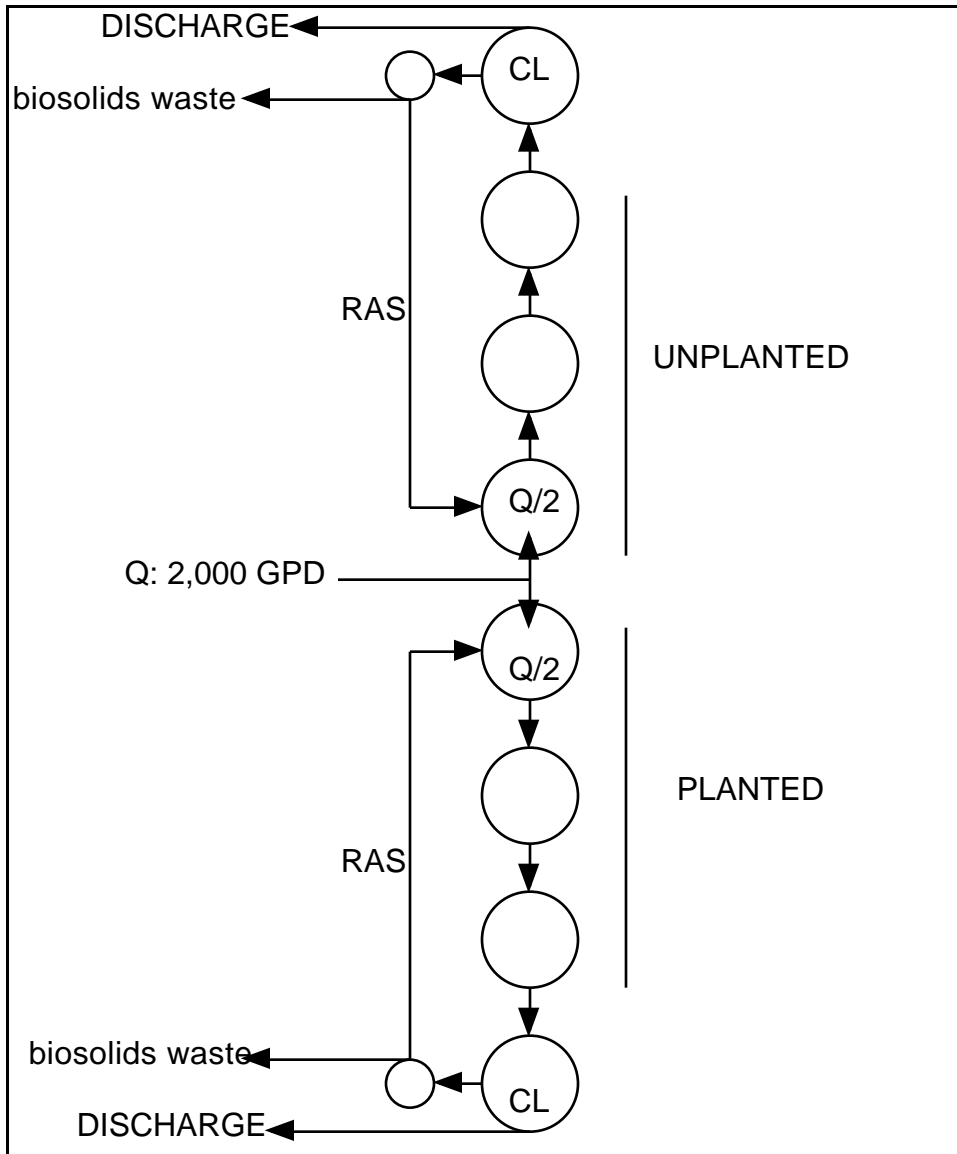 DISCHARGE
CL
biosolids waste
RAS
UNPLANTED
Q/2
Q: 2,000 GPD
Q/2
PLANTED
RAS
biosolids waste
CL
DISCHARGE